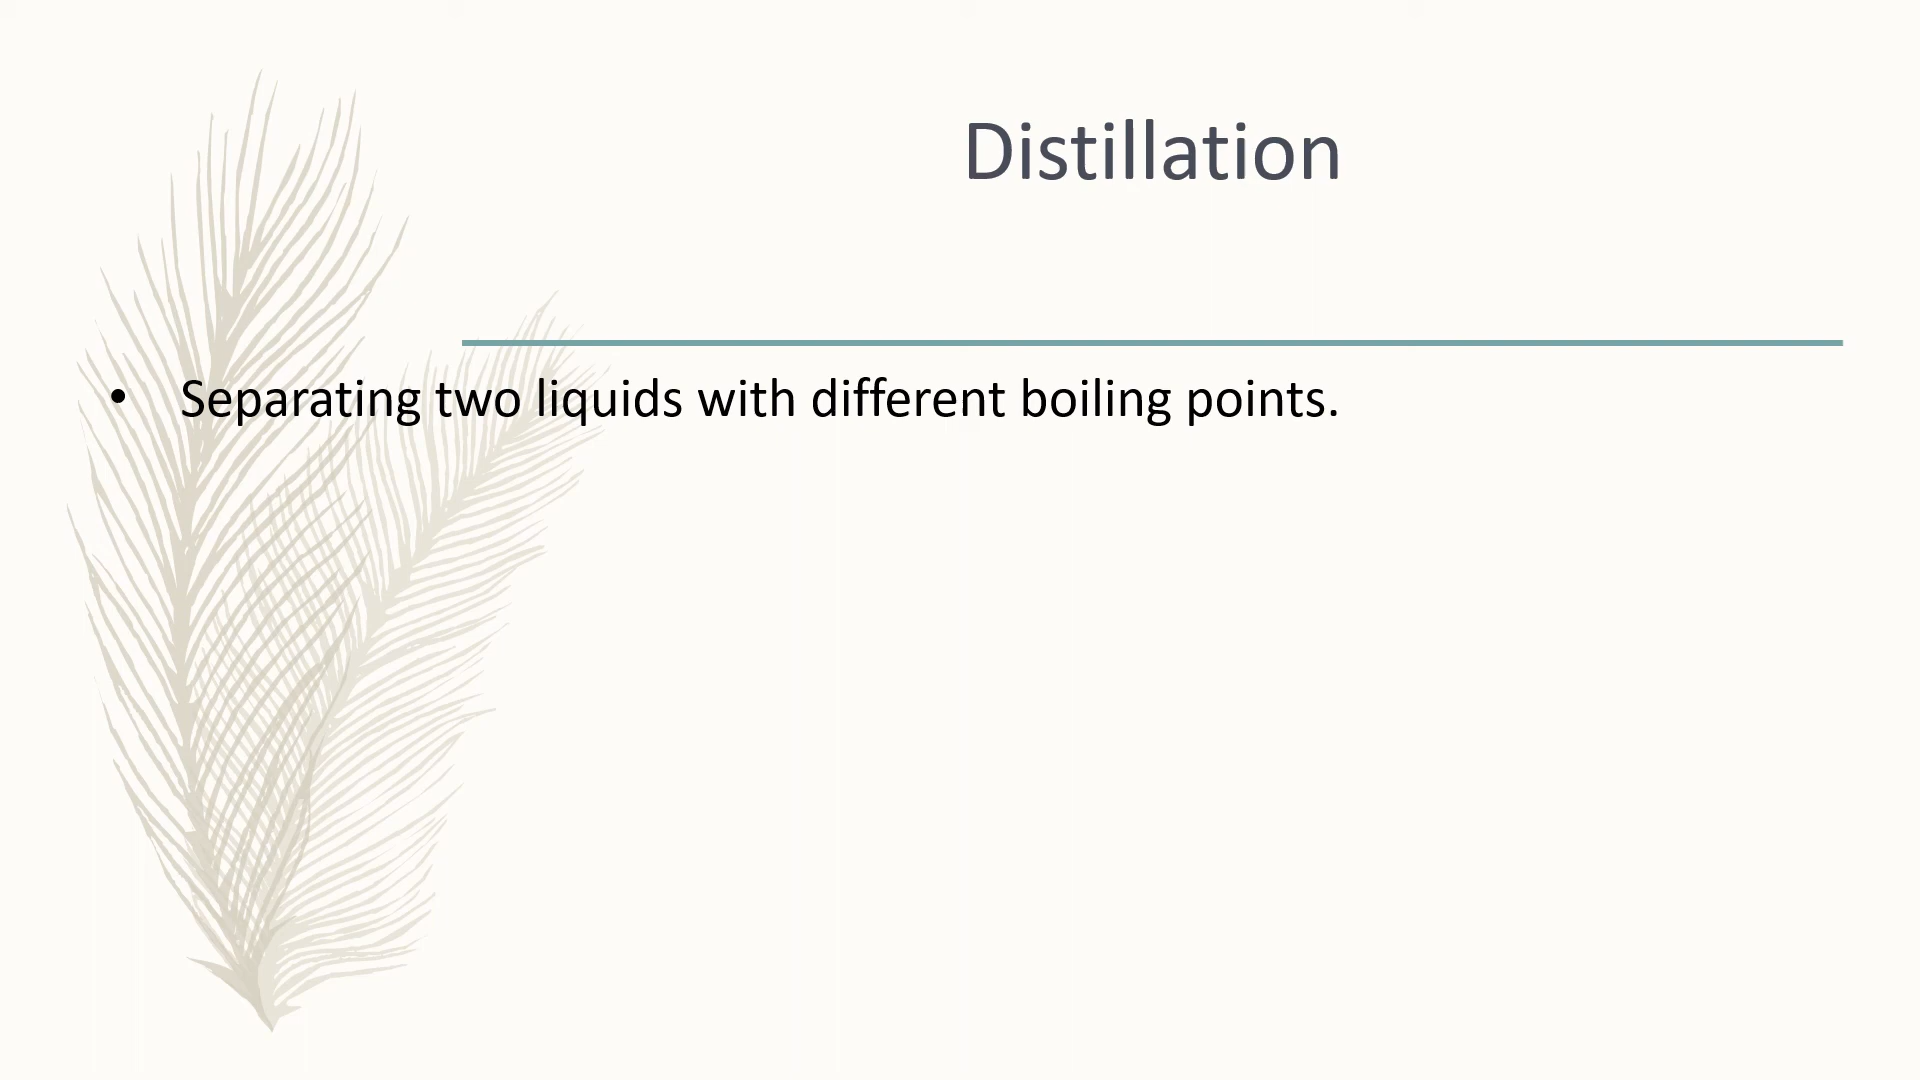 Distillation
• Separating two liquids with different boiling points.